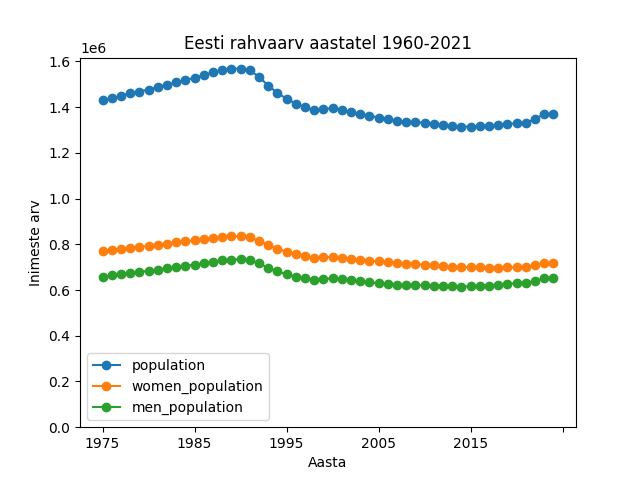 Eesti rahvaarv aastatel 1960-2021
1e6
1.6
1.4
1.2
1.0
0.8
0.6
0.4
0.2
0.0
Inimeste arv
population
women_population
men_population
1975 1985 1995 2005 2015
Aasta